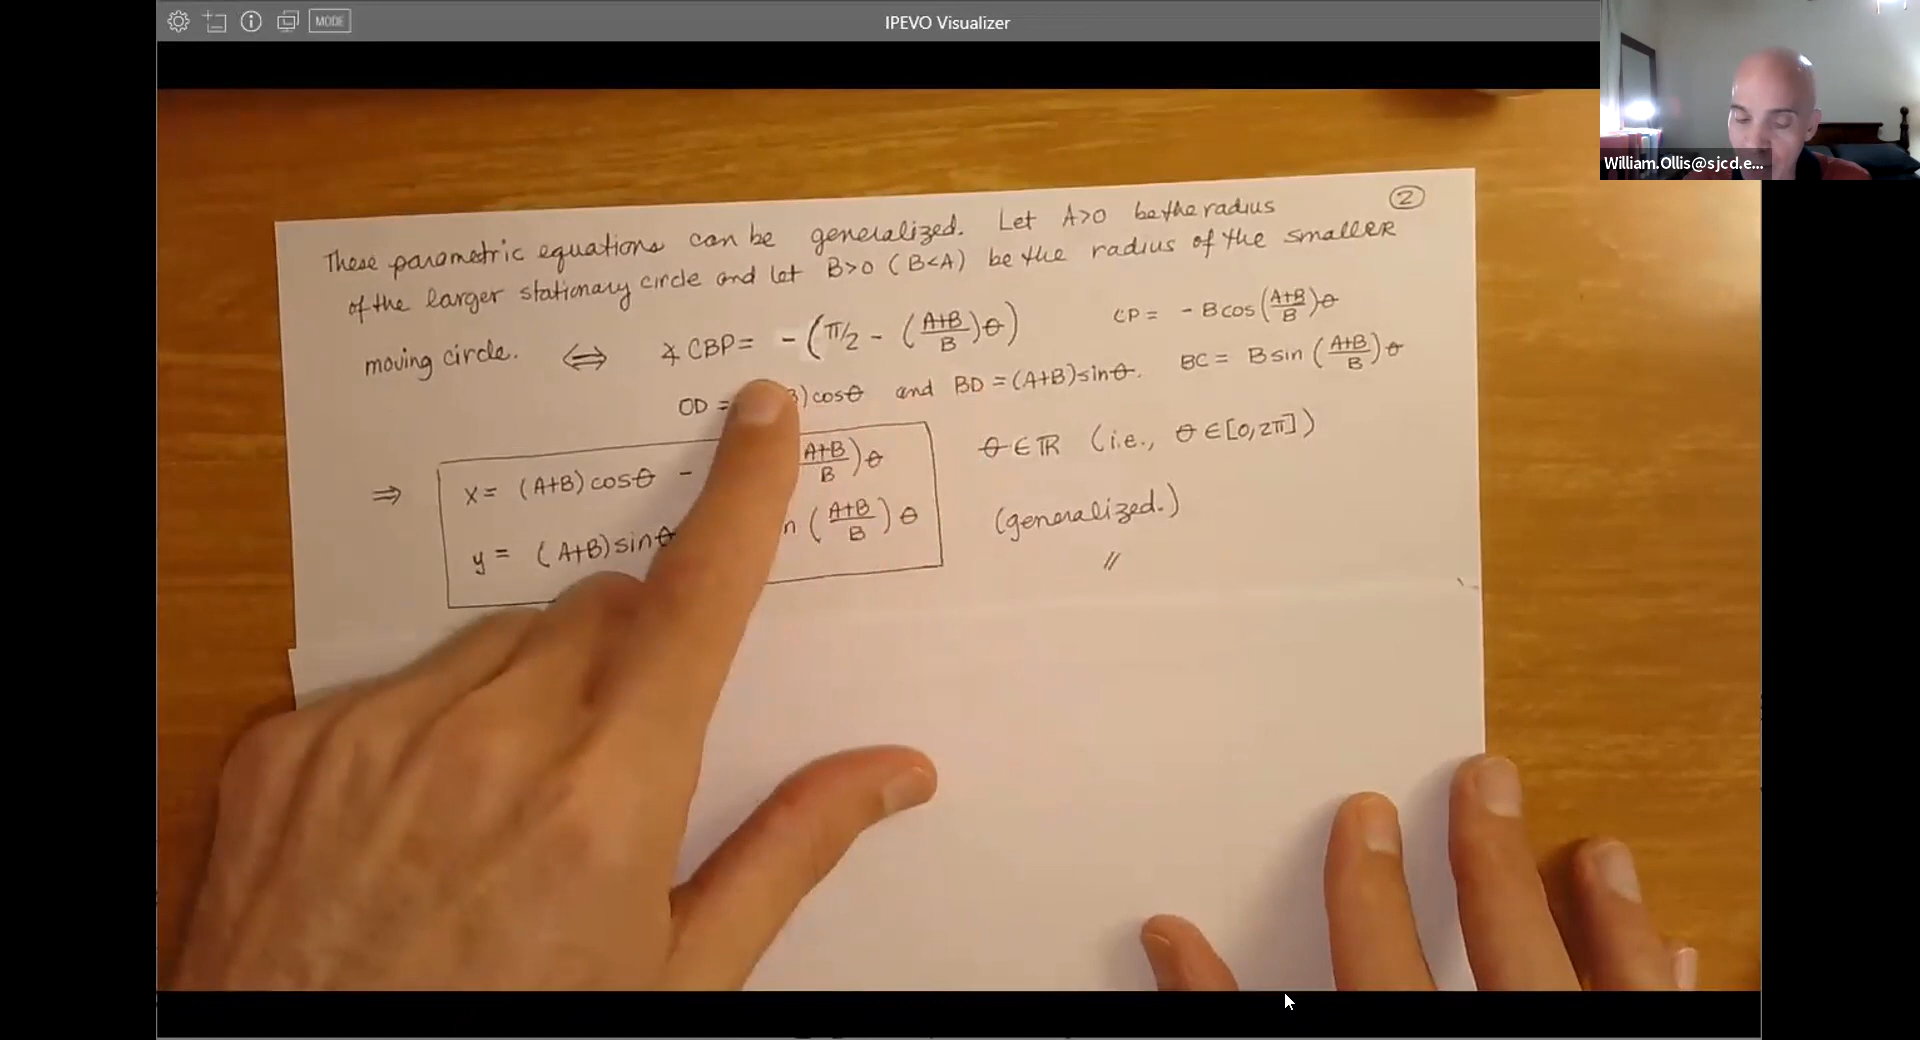 MODE
IPEVO Visualizer
William.Ollis@sjcd.e...
2
These parametric equations can be generalized. Let A>0 be the radius
of the larger stationary circle and let B>0 (B<A) be the radius of the smaller
moving circle. ⇔ ∡CBP= -(π/2 - (A+B/B)θ) CP = -Bcos(A+B/B)θ
OD = B)cosθ and BD =(A+B)sinθ. BC = Bsin(A+B/B)θ
⇒ x= (A+B)cosθ - A+B/B)θ θ∈ℝ (i.e., θ∈[0,2π])
y = (A+B)sinθ n (A+B/B)θ (generalized.)
//